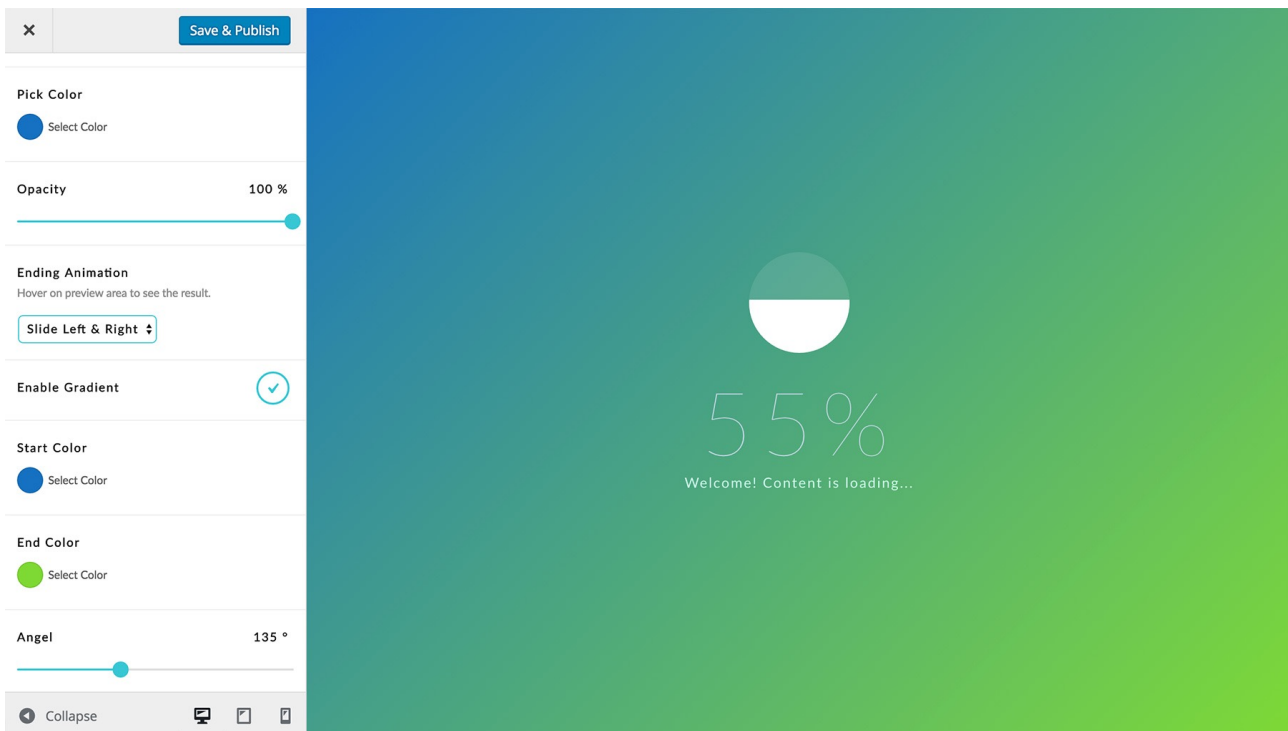 Save & Publish
Pick Color
Select Color
Opacity 100 %
Ending Animation
Hover on preview area to see the result.
Slide Left & Right
Enable Gradient
Start Color
Select Color
End Color
Select Color
Angel 135 °
Collapse
55%
Welcome! Content is loading...